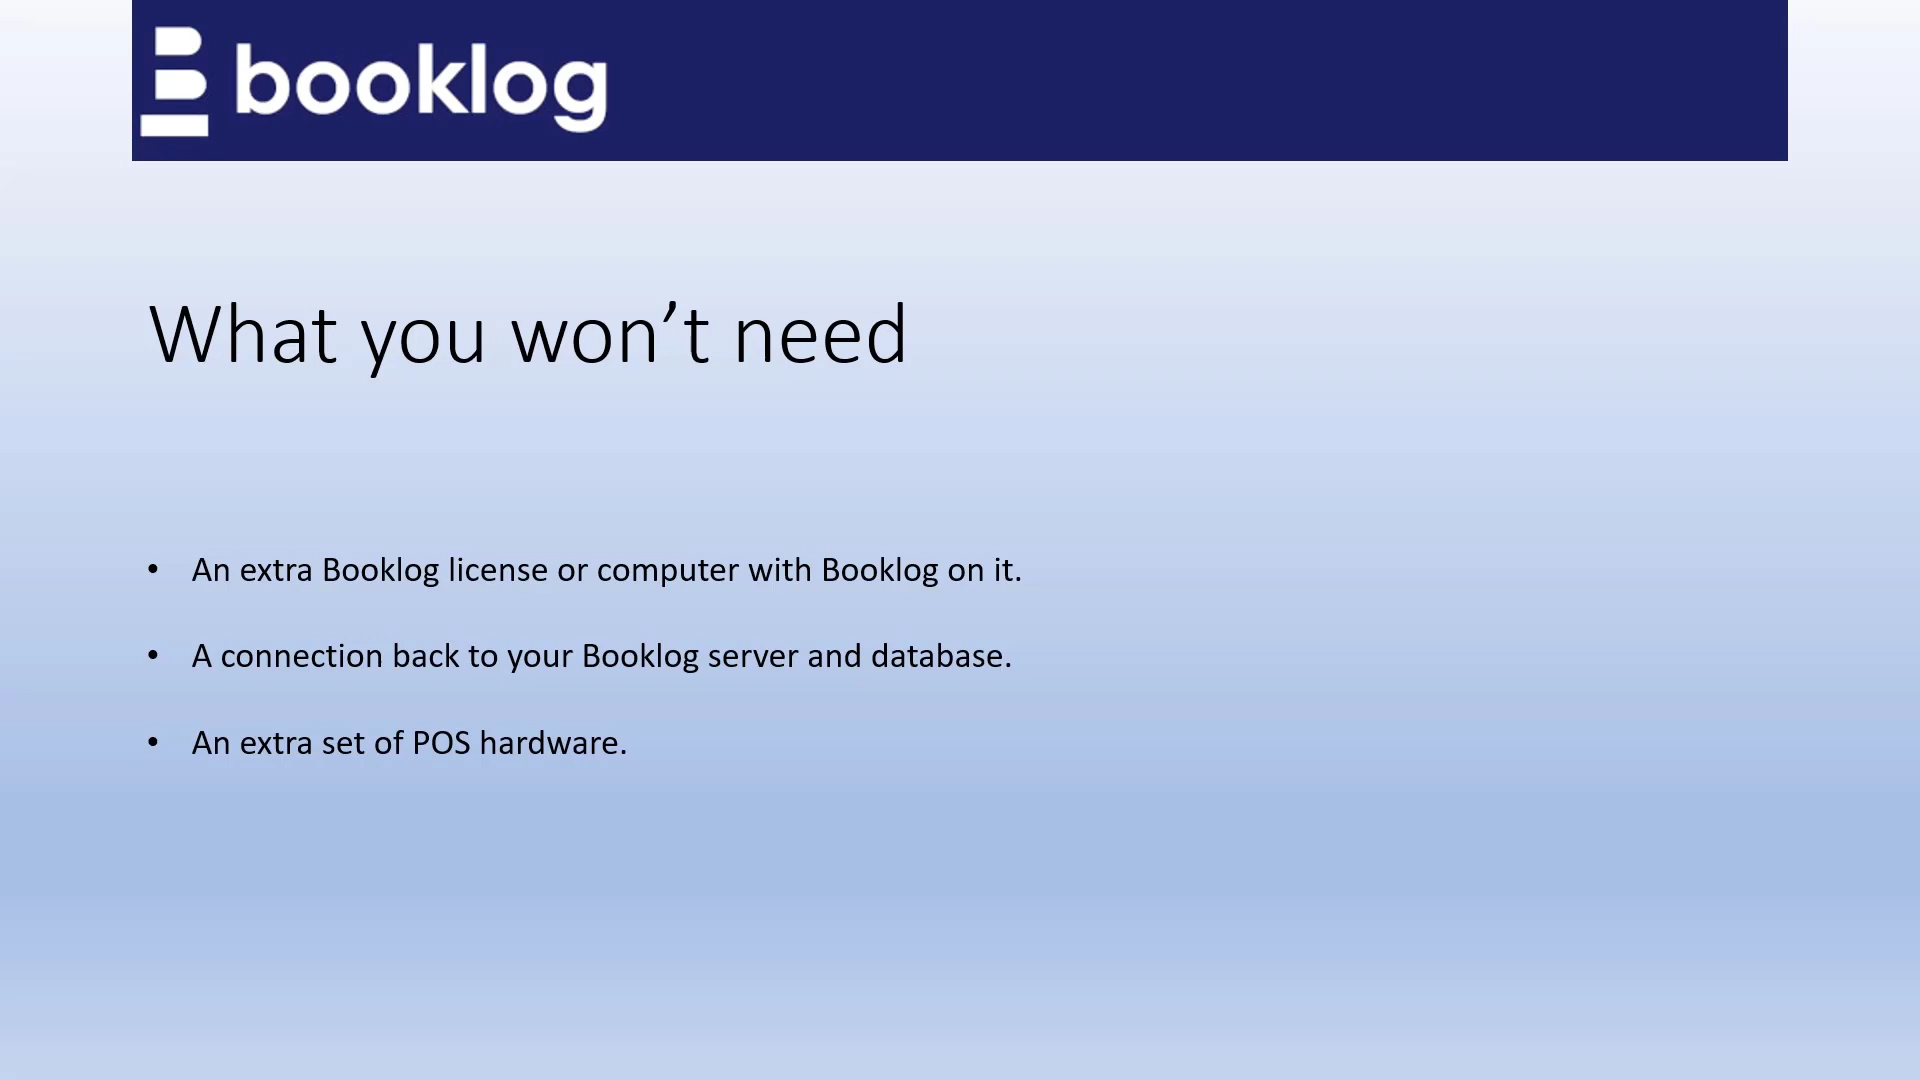 booklog
What you won’t need
• An extra Booklog license or computer with Booklog on it.
• A connection back to your Booklog server and database.
• An extra set of POS hardware.